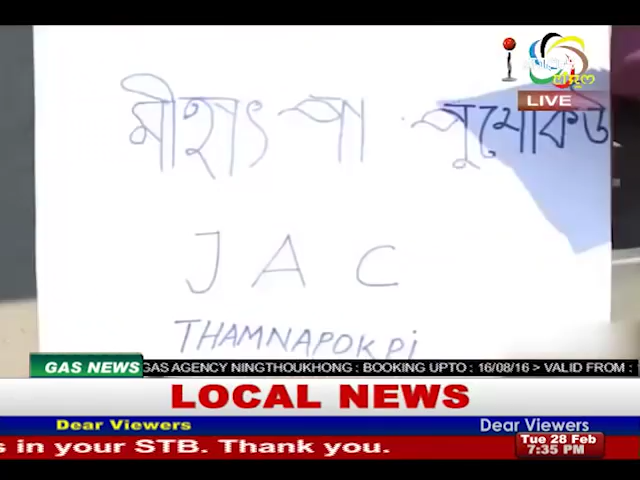 LIVE
মীহাৎপা পুথোকউ
JAC
THAMNAPOKPI
GAS NEWS GAS AGENCY NINGTHOUKHONG : BOOKING UPTO : 16/08/16 > VALID FROM :
LOCAL NEWS
Dear Viewers Dear Viewers
s in your STB. Thank you.
Tue 28 Feb
7:35 PM